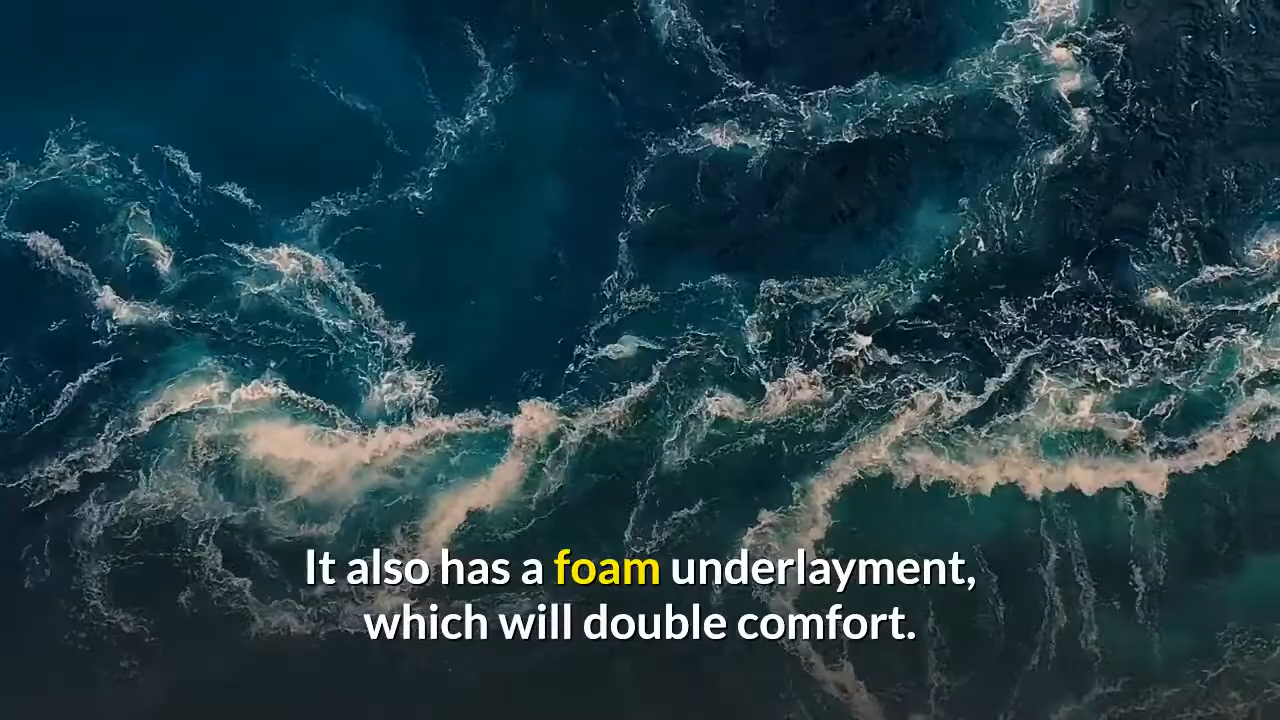 It also has a foam underlayment,
which will double comfort.